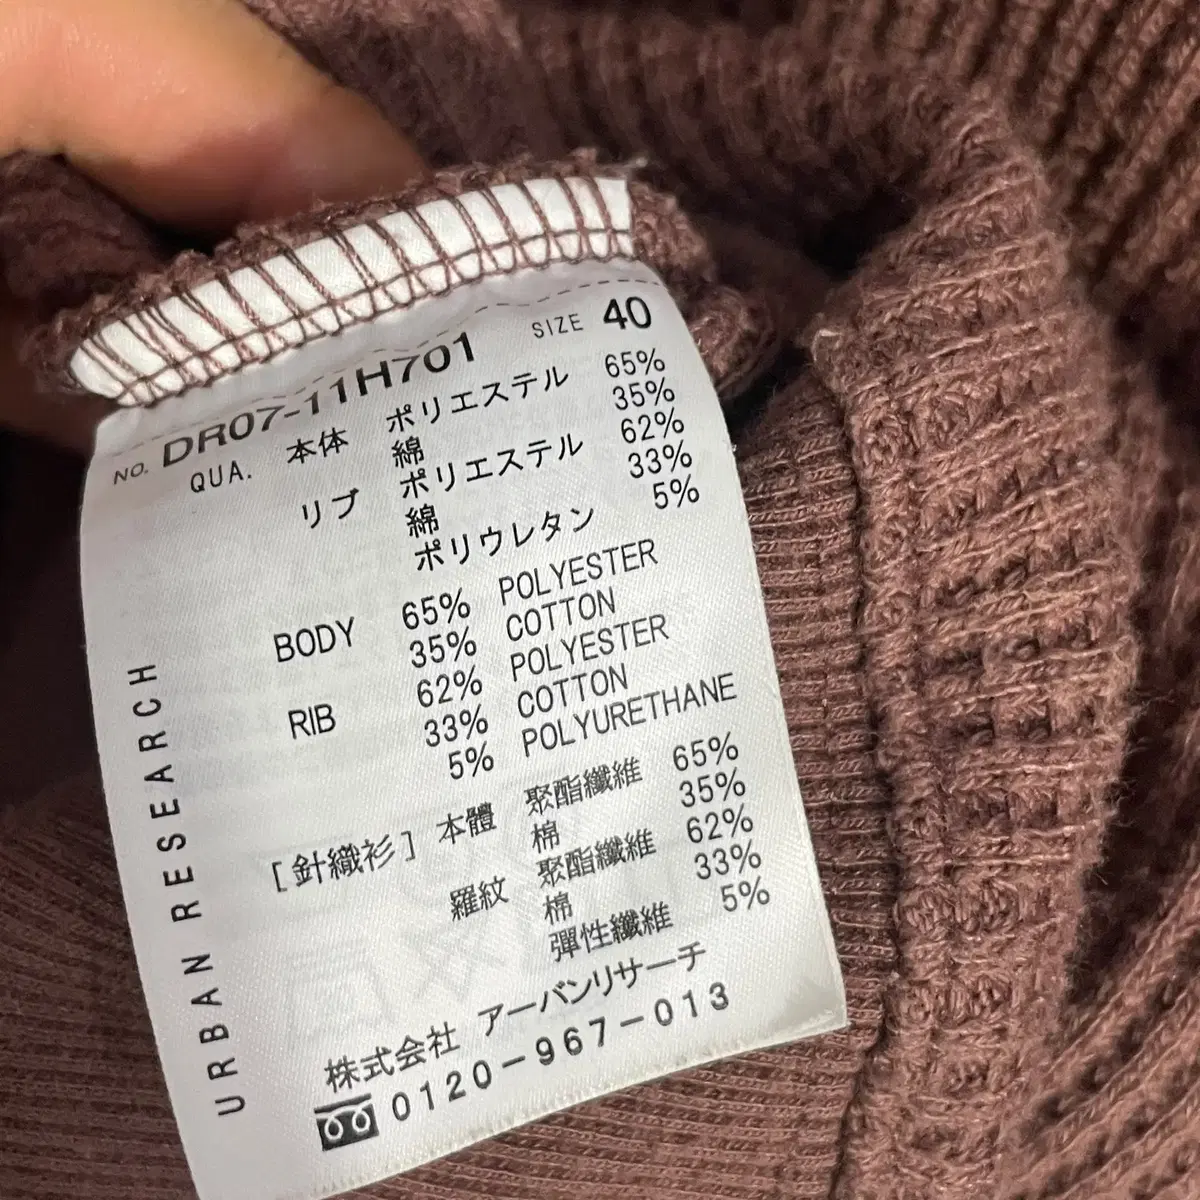 NO. DR07-11H701 SIZE 40
QUA. 本体 ポリエステル 65%
綿 35%
リブ ポリエステル 62%
綿 33%
ポリウレタン 5%
BODY 65% POLYESTER
35% COTTON
RIB 62% POLYESTER
33% COTTON
5% POLYURETHANE
[針織衫] 本體 聚酯纖維 65%
棉 35%
羅紋 聚酯纖維 62%
棉 33%
彈性纖維 5%
株式会社 アーバンリサーチ
0120-967-013
URBAN RESEARCH